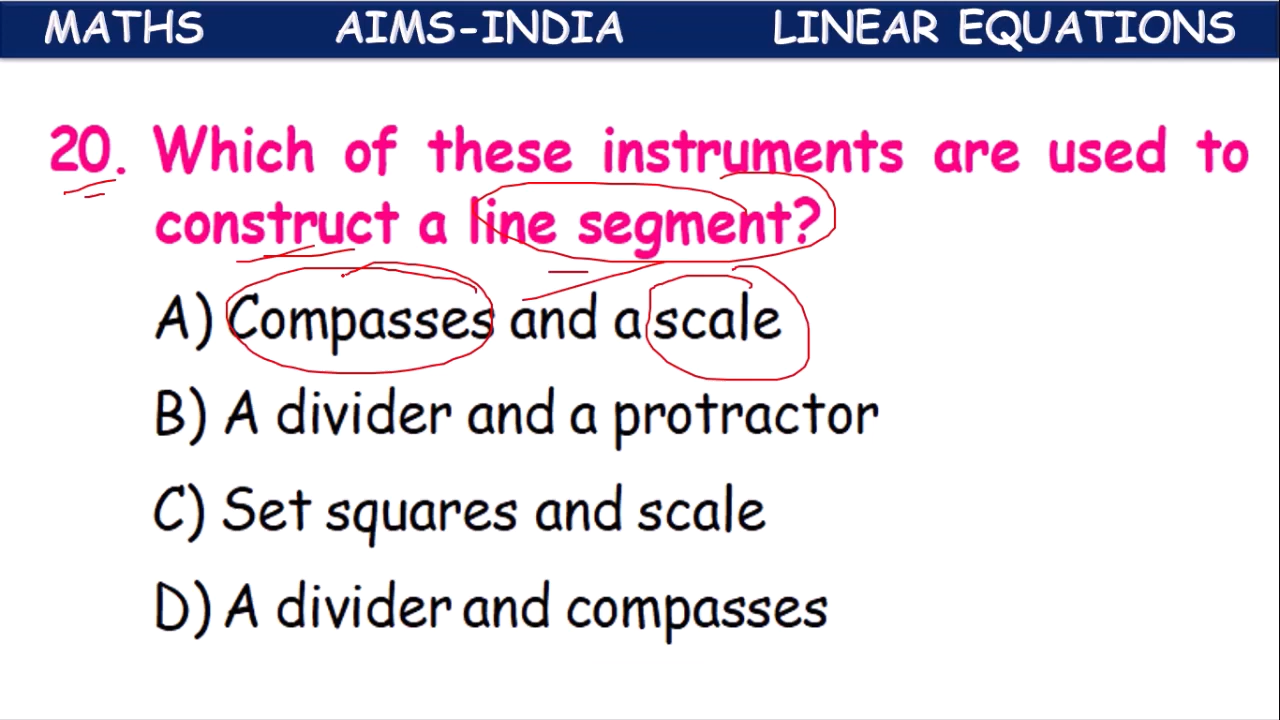 MATHS AIMS-INDIA LINEAR EQUATIONS
20. Which of these instruments are used to
construct a line segment?
A) Compasses and a scale
B) A divider and a protractor
C) Set squares and scale
D) A divider and compasses